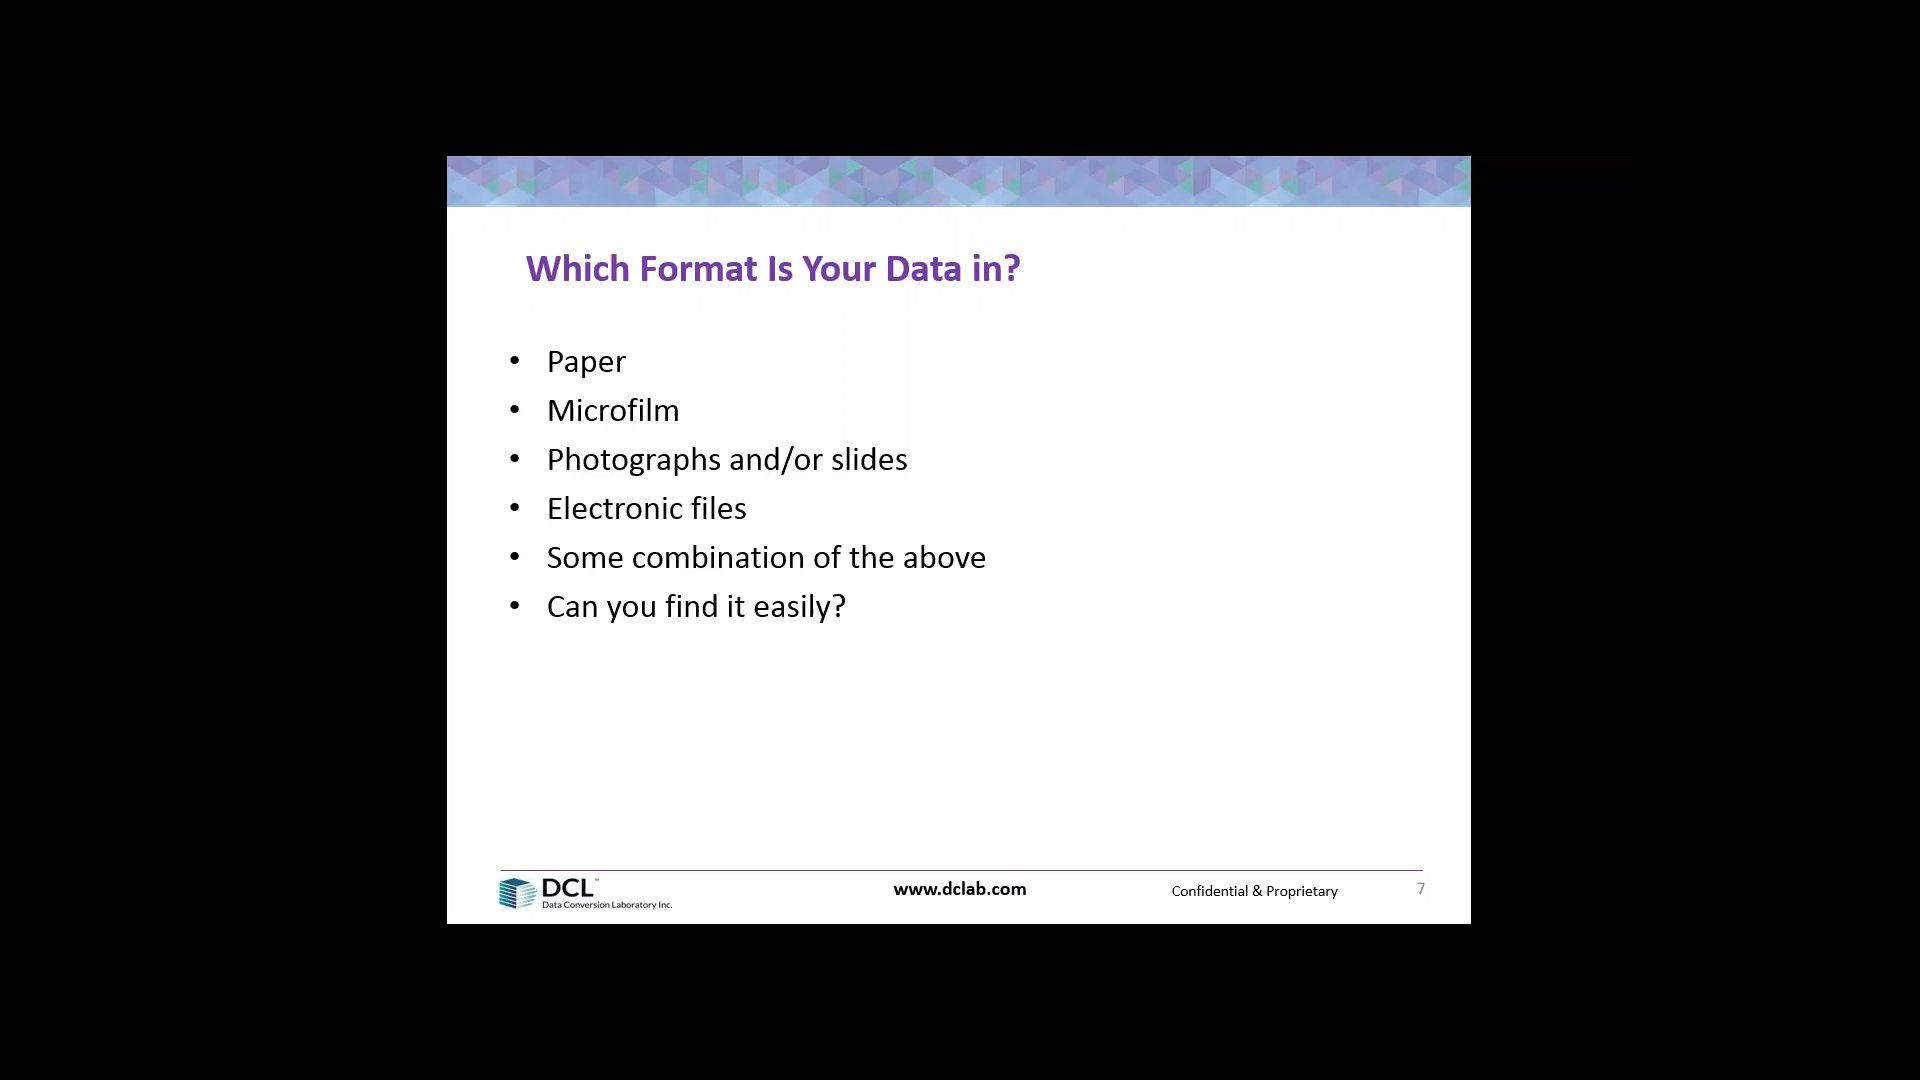 Which Format Is Your Data in?
• Paper
• Microfilm
• Photographs and/or slides
• Electronic files
• Some combination of the above
• Can you find it easily?
DCL™
Data Conversion Laboratory Inc.
www.dclab.com
Confidential & Proprietary
7